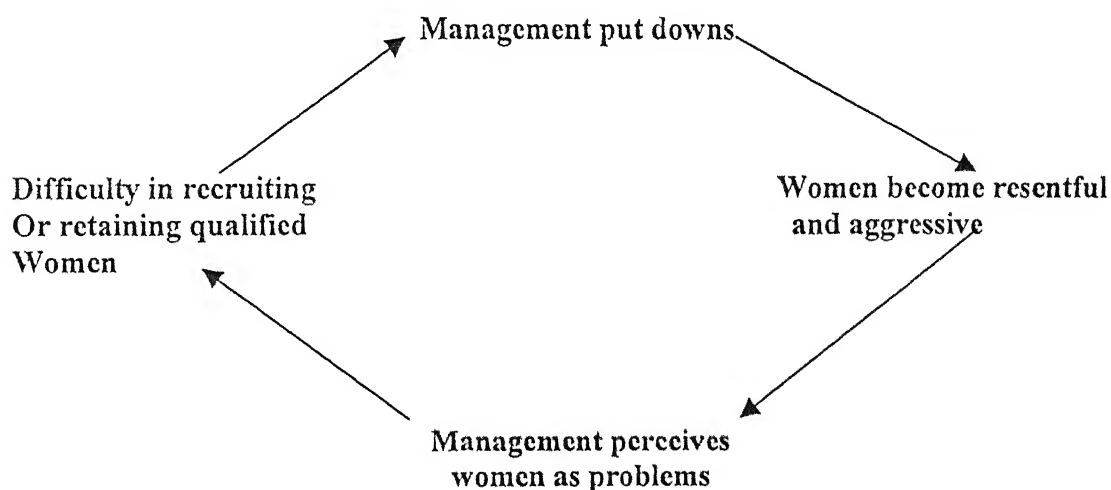 Management put downs
Difficulty in recruiting
Or retaining qualified
Women
Women become resentful
and aggressive
Management perceives
women as problems